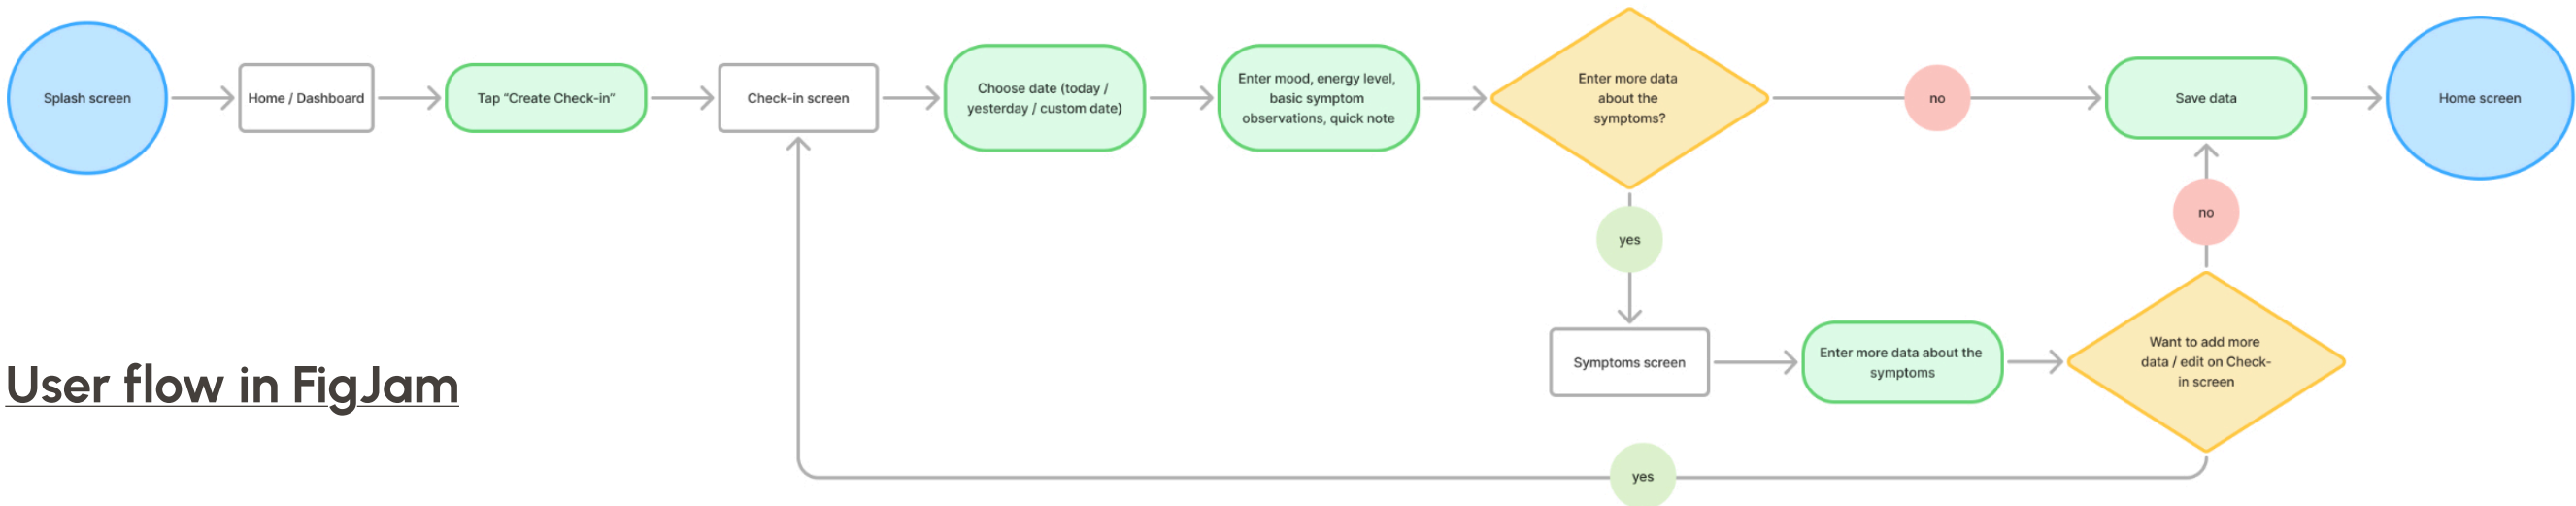 Splash screen
Home / Dashboard
Tap “Create Check-in”
Check-in screen
Choose date (today /
yesterday / custom date)
Enter mood, energy level,
basic symptom
observations, quick note
Enter more data
about the
symptoms?
no
Save data
Home screen
yes
no
Symptoms screen
Enter more data about the
symptoms
Want to add more
data / edit on Check-
in screen
yes
User flow in FigJam